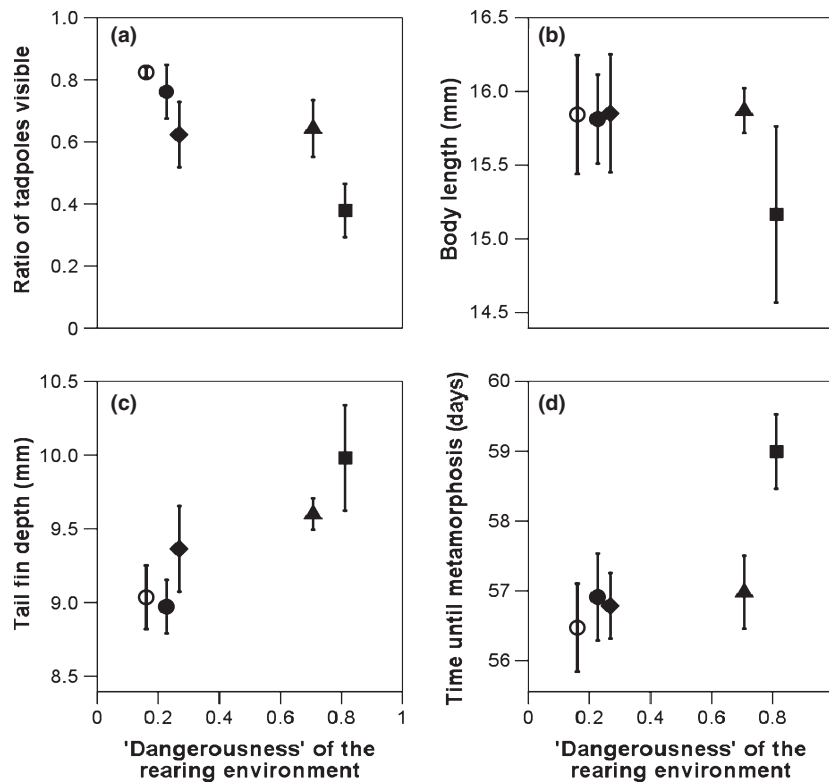 (a)
Ratio of tadpoles visible
1.0
0.8
0.6
0.4
0.2
0
(b)
Body length (mm)
16.5
16.0
15.5
15.0
14.5
(c)
Tail fin depth (mm)
10.5
10.0
9.5
9.0
8.5
0
0.2
0.4
0.6
0.8
1
'Dangerousness' of the
rearing environment
(d)
Time until metamorphosis (days)
60
59
58
57
56
0
0.2
0.4
0.6
0.8
'Dangerousness' of the
rearing environment